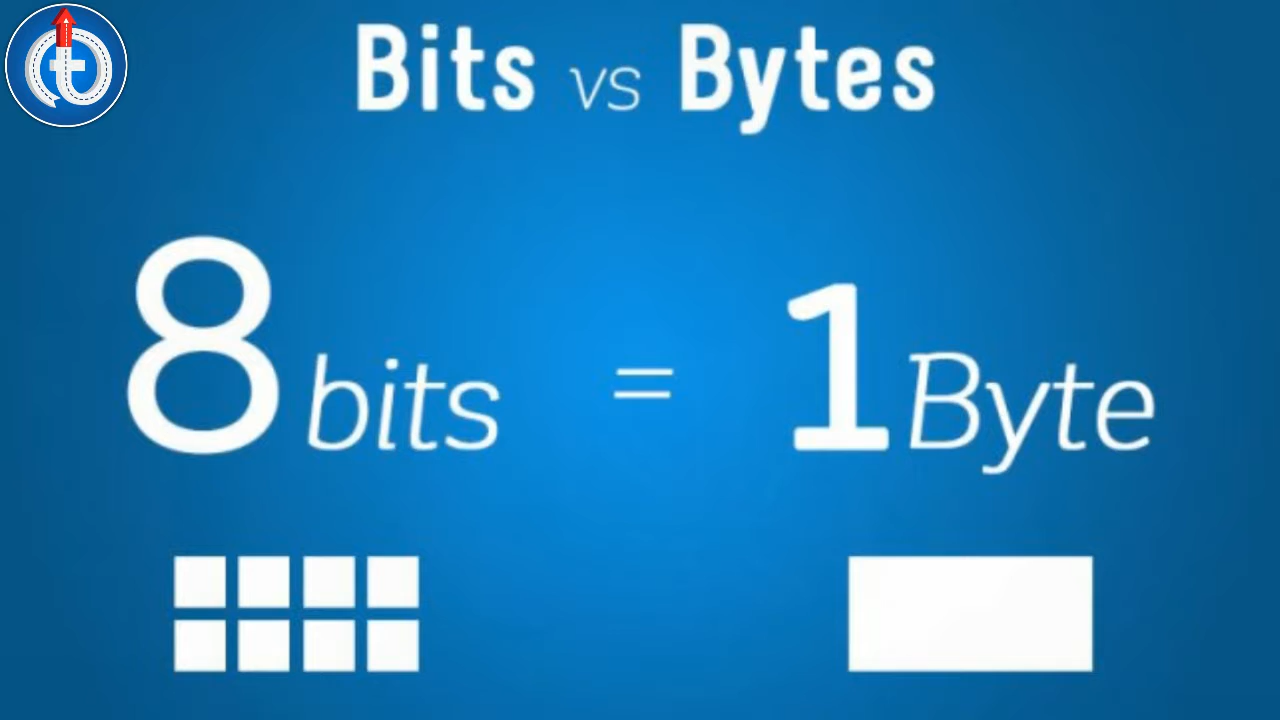 Bits vs Bytes
8 bits = 1 Byte